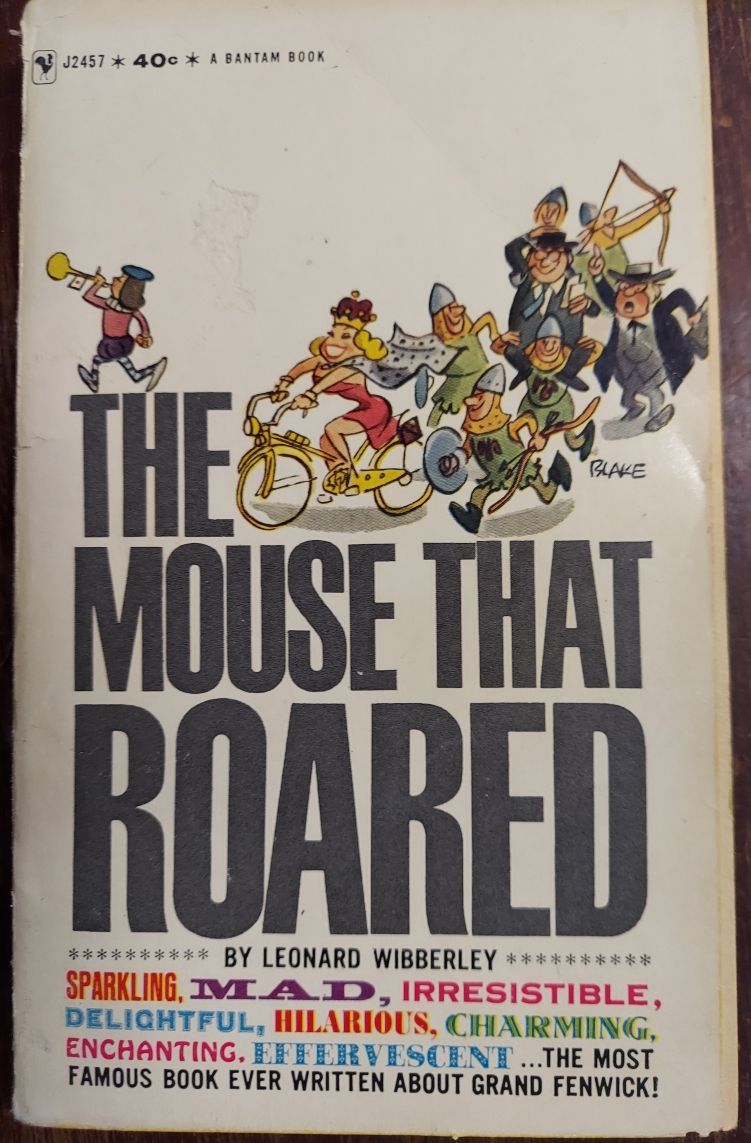 J2457 * 40c * A BANTAM BOOK
BLAKE
THE
MOUSE THAT
ROARED
********** BY LEONARD WIBBERLEY **********
SPARKLING, MAD, IRRESISTIBLE,
DELIGHTFUL, HILARIOUS, CHARMING,
ENCHANTING, EFFERVESCENT ...THE MOST
FAMOUS BOOK EVER WRITTEN ABOUT GRAND FENWICK!